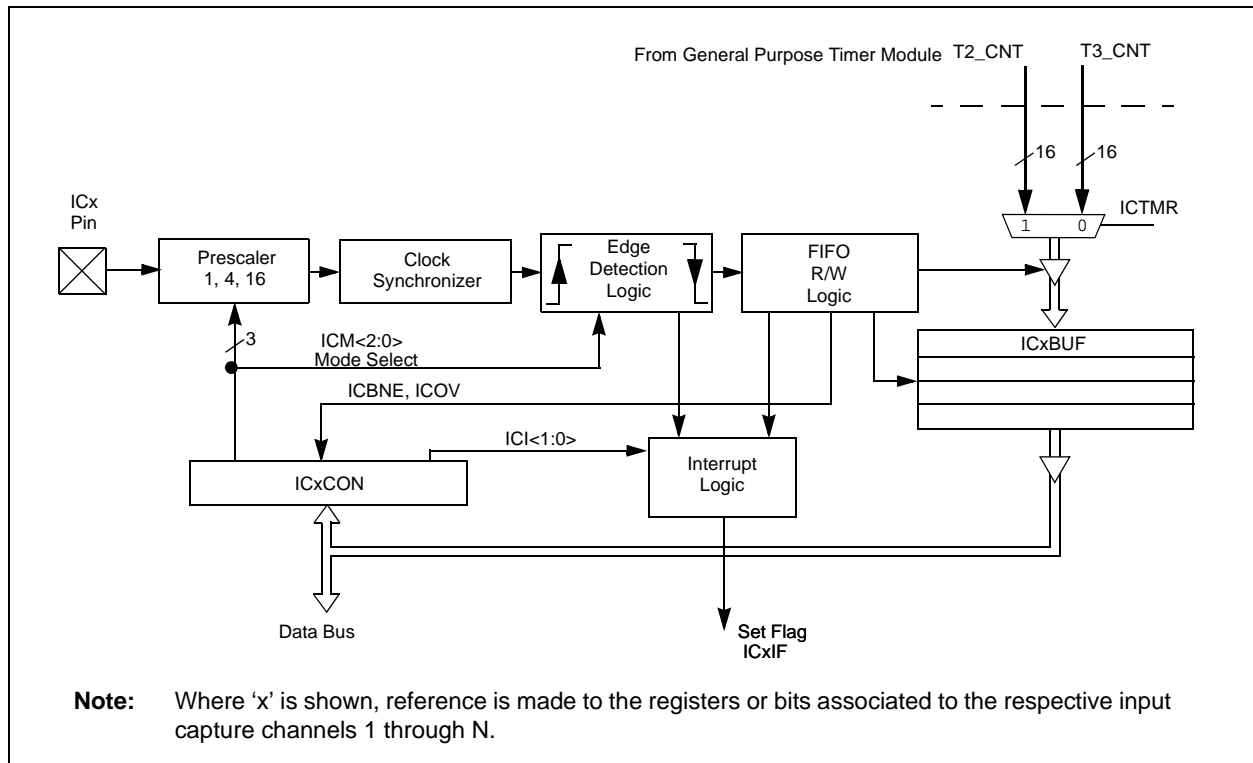 From General Purpose Timer Module T2_CNT T3_CNT
16 16
ICx
Pin
1 0 ICTMR
Prescaler
1, 4, 16
Clock
Synchronizer
Edge
Detection
Logic
FIFO
R/W
Logic
3
ICM<2:0>
Mode Select
ICxBUF
ICBNE, ICOV
ICI<1:0>
ICxCON
Interrupt
Logic
Data Bus
Set Flag
ICxIF
Note: Where ‘x’ is shown, reference is made to the registers or bits associated to the respective input
capture channels 1 through N.